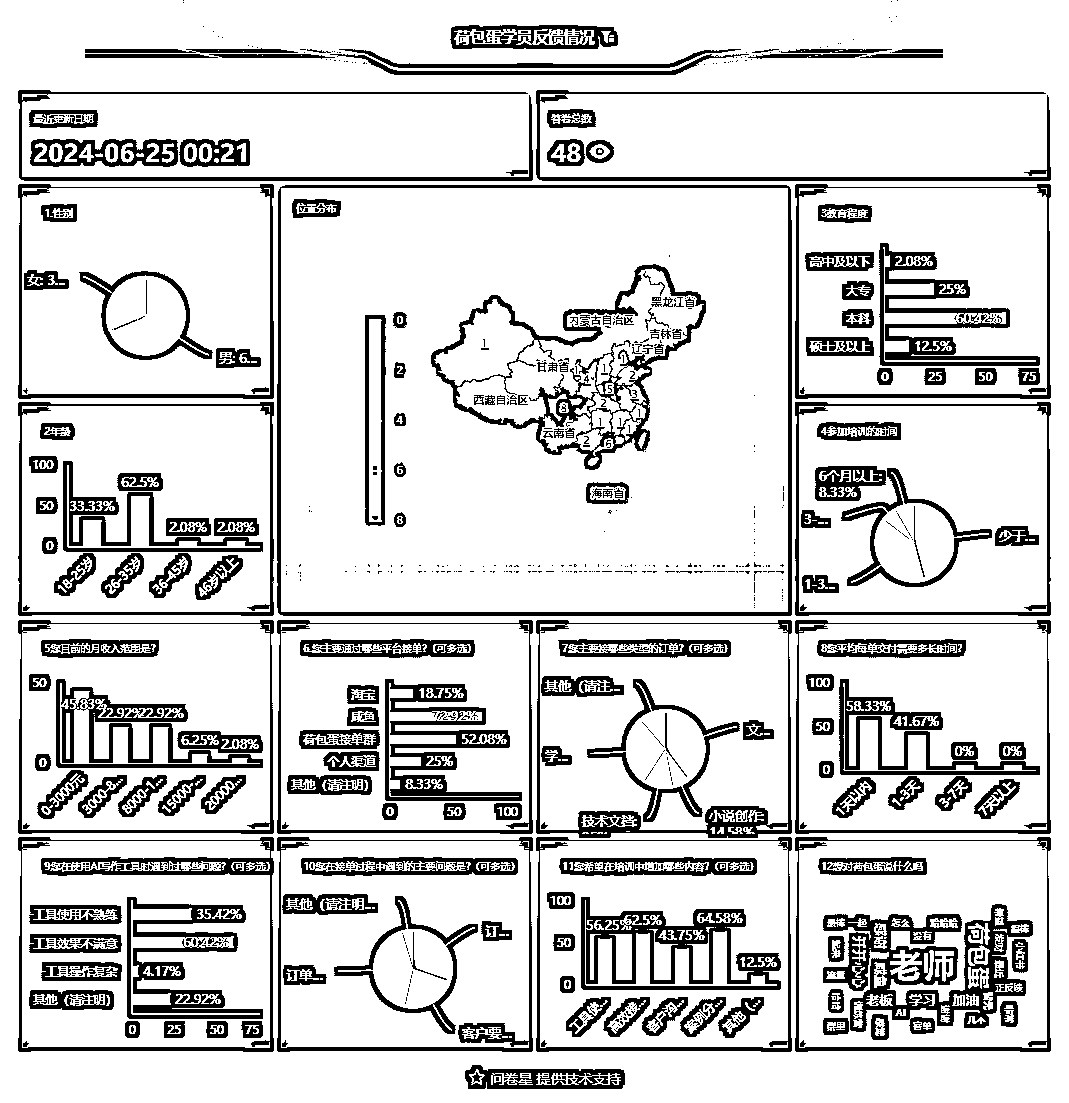 荷包蛋学员反馈情况
最近更新日期
2024-06-25 00:21
答卷总数
48
1性别
女: 3...
男: 6...
位置分布
0
2
4
6
8
黑龙江省
内蒙古自治区
吉林省
辽宁省
甘肃省
西藏自治区
云南省
海南省
3教育程度
高中及以下 2.08%
大专 25%
本科 60.42%
硕士及以上 12.5%
0 25 50 75
2年龄
100
50
0
33.33% 62.5% 2.08% 2.08%
18-25岁 26-35岁 36-45岁 46岁以上
4参加培训的时间
6个月以上:
8.33%
3-...
少于...
1-3...
5您目前的月收入范围是?
50
0
45.83% 22.92% 22.92% 6.25% 2.08%
0-3000元 3000-8... 8000-1... 15000-... 20000...
6您主要通过哪些平台接单?(可多选)
淘宝 18.75%
咸鱼 72.92%
荷包蛋接单群 52.08%
个人渠道 25%
其他(请注明) 8.33%
0 50 100
7您主要接哪些类型的订单?(可多选)
其他(请注...
文...
学...
技术文档:
小说创作:
14.58%
8您平均每单交付需要多长时间?
100
50
0
58.33% 41.67% 0% 0%
1天以内 1-3天 3-7天 7天以上
9您在使用AI写作工具时遇到过哪些问题?(可多选)
工具使用不熟练 35.42%
工具效果不满意 60.42%
工具操作复杂 4.17%
其他(请注明) 22.92%
0 25 50 75
10您在接单过程中遇到的主要问题是?(可多选)
其他(请注明...
订...
订单...
客户要...
11您希望在培训中增加哪些内容?(可多选)
100
50
0
56.25% 62.5% 43.75% 64.58% 12.5%
工具使... 高效接... 客户沟... 案例分... 其他(...
12您对荷包蛋说什么吗
老师
荷包蛋
开开心心
老板
学习
加油
AI
没有
怎么
哈哈哈
正反馈
问卷星 提供技术支持